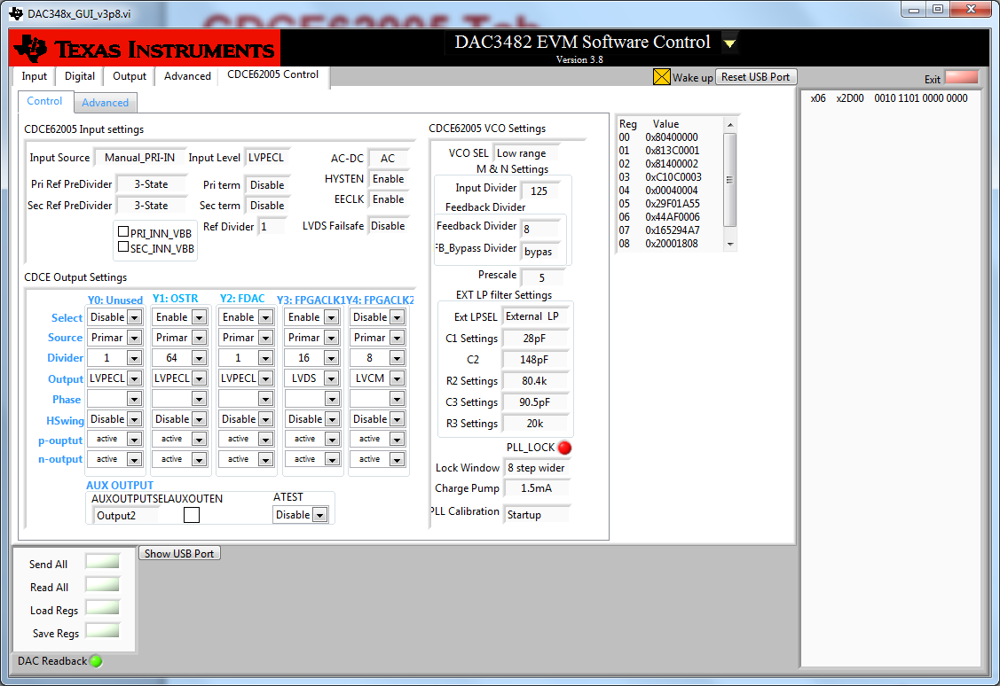 DAC348x_GUI_v3p8.vi
TEXAS INSTRUMENTS
DAC3482 EVM Software Control
Version 3.8
Input Digital Output Advanced CDCE62005 Control
Wake up Reset USB Port Exit
Control Advanced
x06 x2D00 0010 1101 0000 0000
CDCE62005 Input settings
Input Source Manual_PRI-IN Input Level LVPECL AC-DC AC
HYSTEN Enable
Pri Ref PreDivider 3-State Pri term Disable
EECLK Enable
Sec Ref PreDivider 3-State Sec term Disable
Ref Divider 1 LVDS Failsafe Disable
PRI_INN_VBB
SEC_INN_VBB
CDCE Output Settings
Y0: Unused Y1: OSTR Y2: FDAC Y3: FPGACLK1 Y4: FPGACLK2
Select Disable Enable Enable Enable Disable
Source Primar Primar Primar Primar Primar
Divider 1 64 1 16 8
Output LVPECL LVPECL LVPECL LVDS LVCM
Phase
HSwing Disable Disable Disable Disable Disable
p-ouptut active active active active active
n-output active active active active active
AUX OUTPUT
AUXOUTPUTSEL AUXOUTEN ATEST
Output2 Disable
CDCE62005 VCO Settings
VCO SEL Low range
M & N Settings
Input Divider 125
Feedback Divider
Feedback Divider 8
FB_Bypass Divider bypas
Prescale 5
EXT LP filter Settings
Ext LPSEL External LP
C1 Settings 28pF
C2 148pF
R2 Settings 80.4k
C3 Settings 90.5pF
R3 Settings 20k
PLL_LOCK
Lock Window 8 step wider
Charge Pump 1.5mA
PLL Calibration Startup
Reg Value
00 0x80400000
01 0x813C0001
02 0x81400002
03 0xC10C0003
04 0x00040004
05 0x29F01A55
06 0x44AF0006
07 0x165294A7
08 0x20001808
Show USB Port
Send All
Read All
Load Regs
Save Regs
DAC Readback